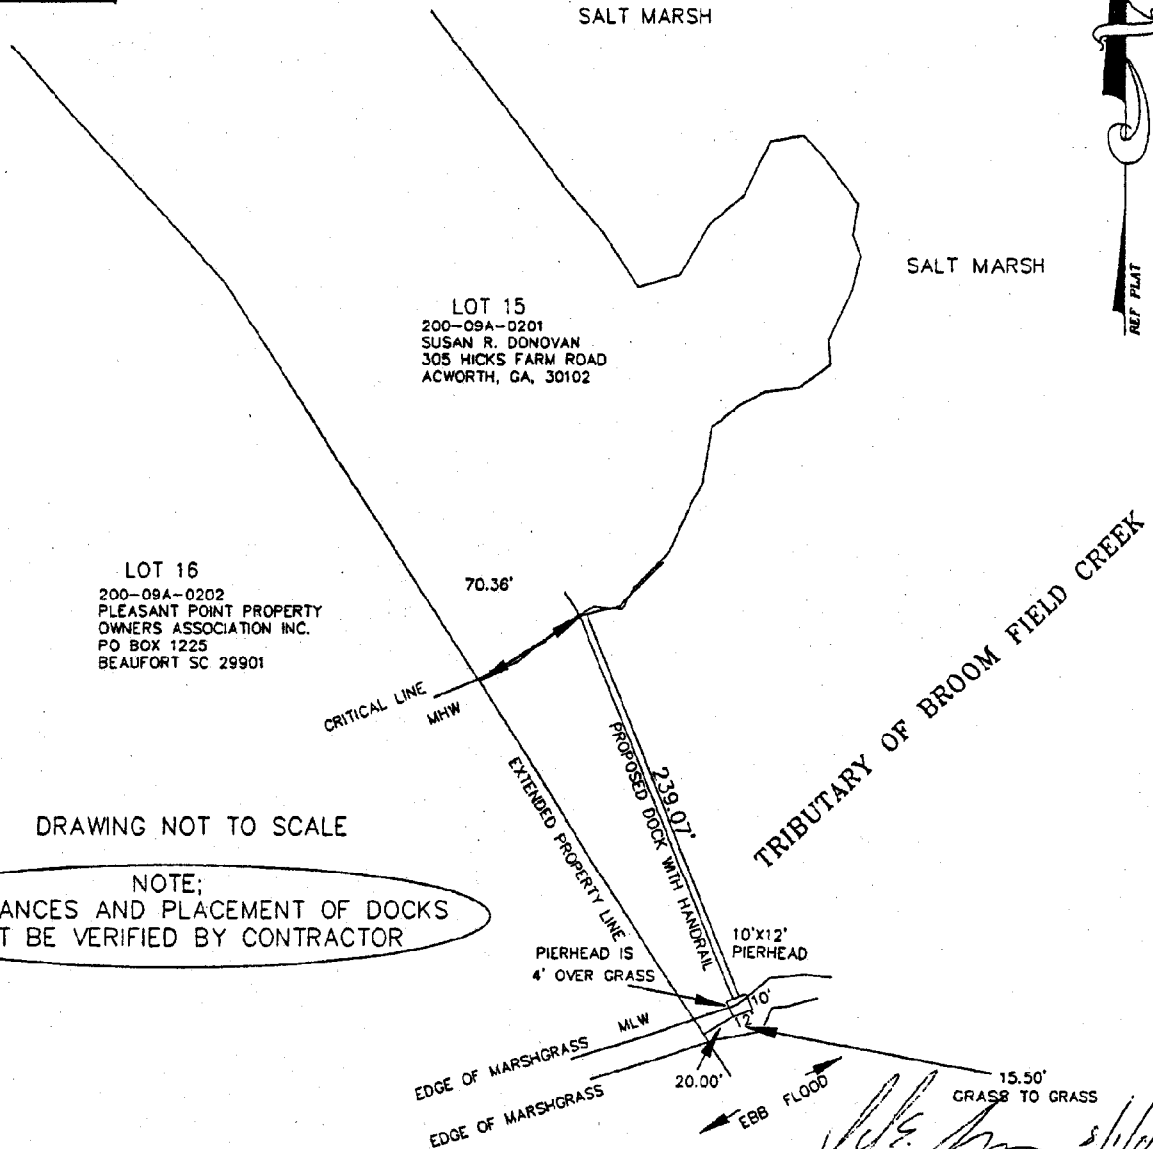 SALT MARSH
SALT MARSH
REF PLAT
LOT 15
200-09A-0201
SUSAN R. DONOVAN
305 HICKS FARM ROAD
ACWORTH, GA, 30102
LOT 16
200-09A-0202
PLEASANT POINT PROPERTY
OWNERS ASSOCIATION INC.
PO BOX 1225
BEAUFORT SC 29901
70.36'
CRITICAL LINE
MHW
TRIBUTARY OF BROOM FIELD CREEK
EXTENDED PROPERTY LINE
PROPOSED DOCK WITH HANDRAIL
239.07'
DRAWING NOT TO SCALE
NOTE;
ANCES AND PLACEMENT OF DOCKS
T BE VERIFIED BY CONTRACTOR
PIERHEAD IS
4' OVER GRASS
10'X12'
PIERHEAD
10'
12
MLW
EDGE OF MARSHGRASS
EDGE OF MARSHGRASS
20.00'
EBB FLOOD
15.50'
GRASS TO GRASS